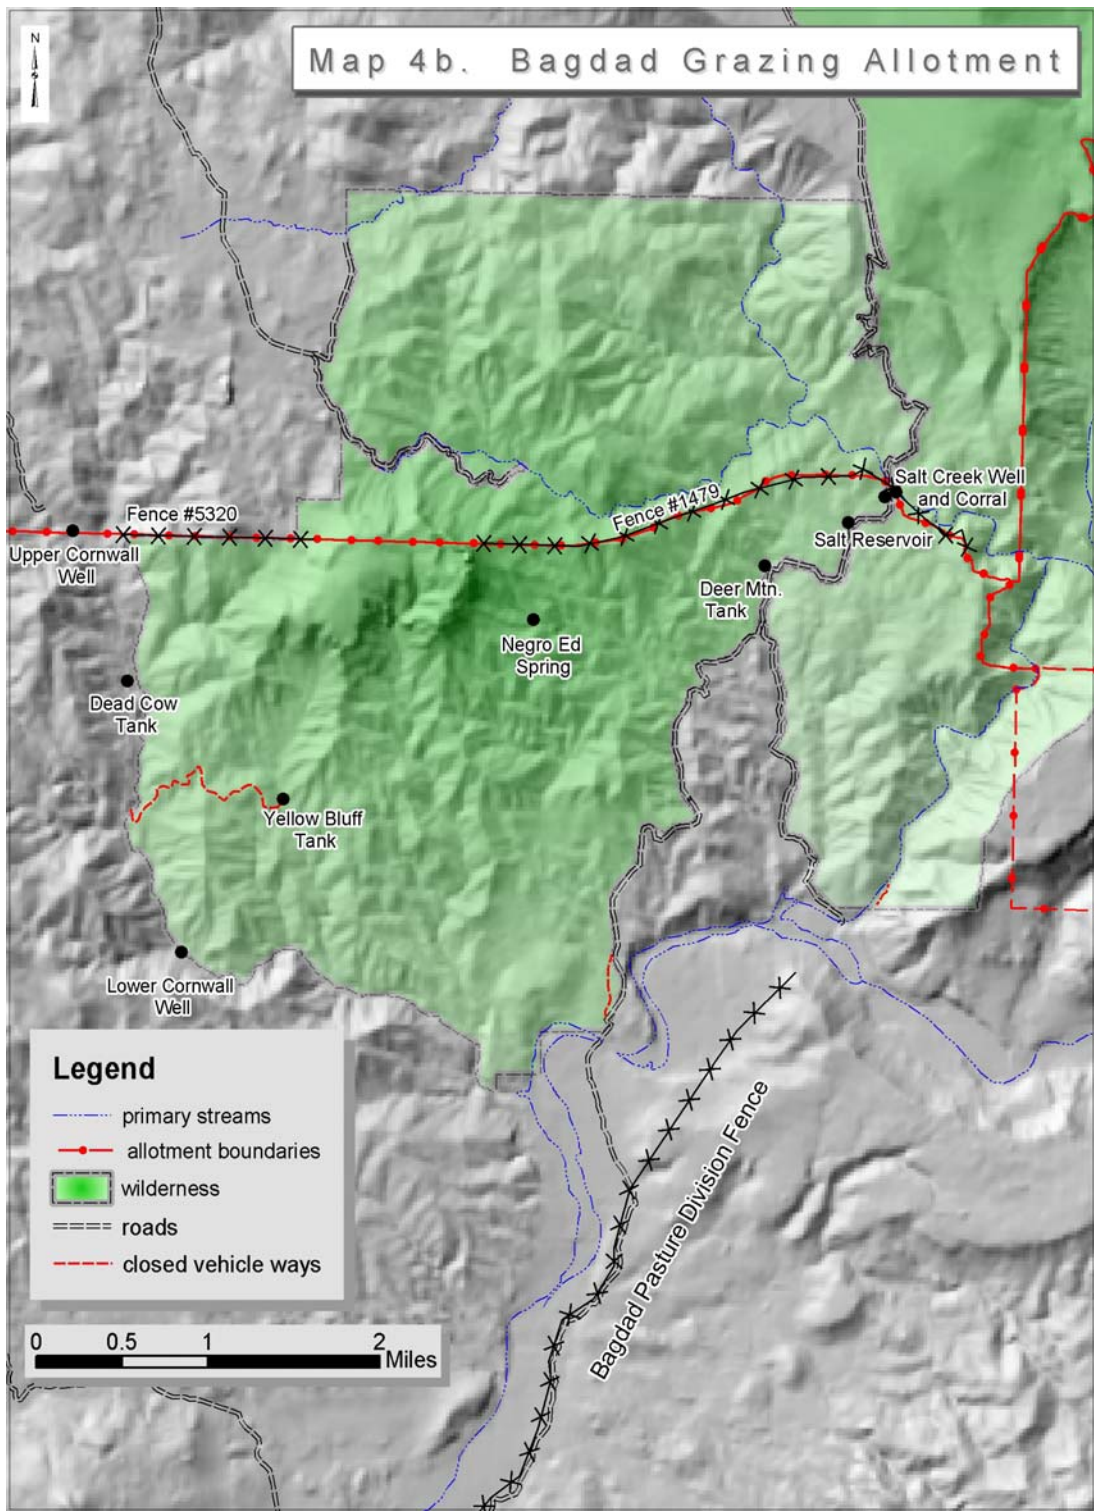 N
Map 4b. Bagdad Grazing Allotment
Salt Creek Well
and Corral
Fence #1479
Fence #5320
Upper Cornwall
Well
Salt Reservoir
Deer Mtn.
Tank
Negro Ed
Spring
Dead Cow
Tank
Yellow Bluff
Tank
Lower Cornwall
Well
Bagdad Pasture Division Fence
Legend
primary streams
allotment boundaries
wilderness
roads
closed vehicle ways
0 0.5 1 2
Miles